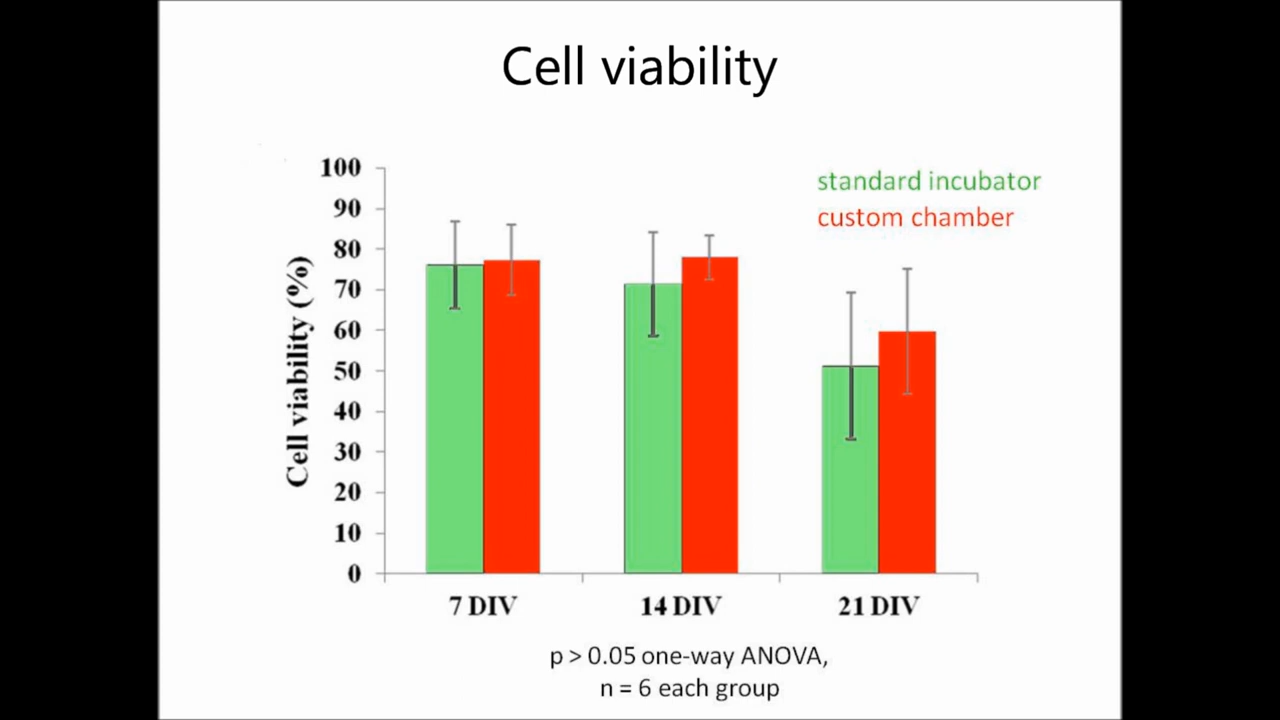 Cell viability
standard incubator
custom chamber
Cell viability (%)
100
90
80
70
60
50
40
30
20
10
0
7 DIV
14 DIV
21 DIV
p > 0.05 one-way ANOVA,
n = 6 each group